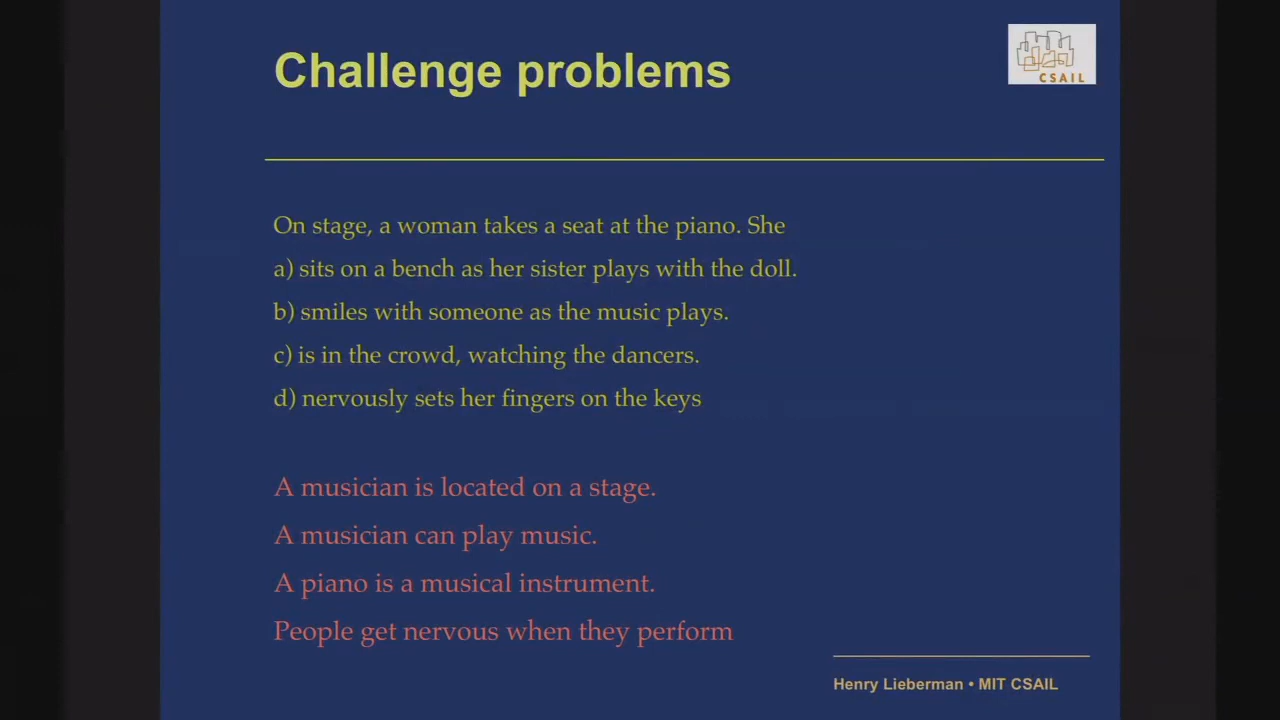 Challenge problems
CSAIL
On stage, a woman takes a seat at the piano. She
a) sits on a bench as her sister plays with the doll.
b) smiles with someone as the music plays.
c) is in the crowd, watching the dancers.
d) nervously sets her fingers on the keys
A musician is located on a stage.
A musician can play music.
A piano is a musical instrument.
People get nervous when they perform
Henry Lieberman • MIT CSAIL